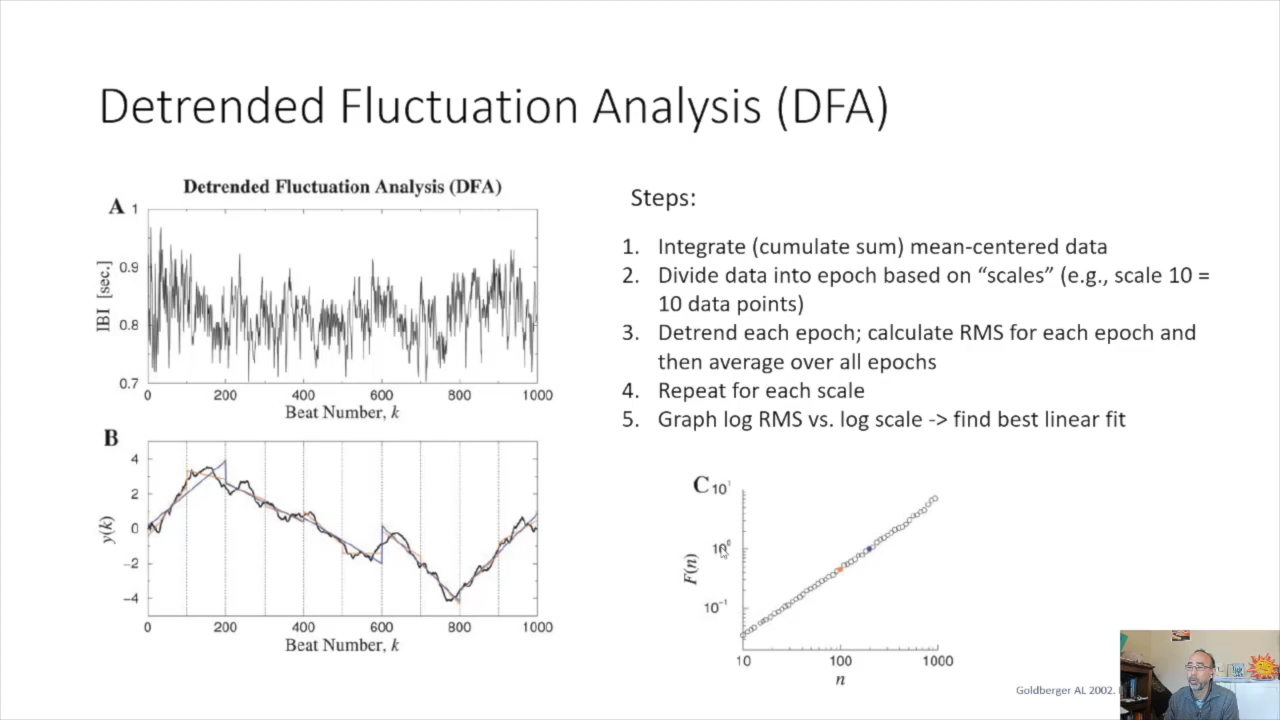 Detrended Fluctuation Analysis (DFA)
Detrended Fluctuation Analysis (DFA)
A
1
0.9
0.8
0.7
IBI [sec.]
0 200 400 600 800 1000
Beat Number, k
B
4
2
0
−2
−4
y(k)
0 200 400 600 800 1000
Beat Number, k
Steps:
1. Integrate (cumulate sum) mean-centered data
2. Divide data into epoch based on “scales” (e.g., scale 10 =
10 data points)
3. Detrend each epoch; calculate RMS for each epoch and
then average over all epochs
4. Repeat for each scale
5. Graph log RMS vs. log scale -> find best linear fit
C
10¹
10⁰
10⁻¹
F(n)
10 100 1000
n
Goldberger AL 2002.